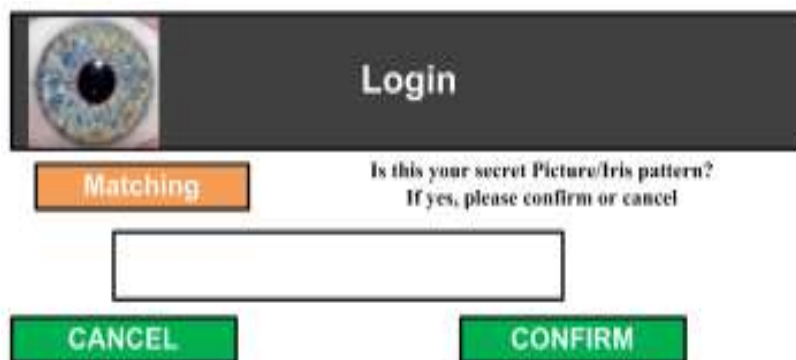 Login
Matching
Is this your secret Picture/Iris pattern?
If yes, please confirm or cancel
CANCEL
CONFIRM